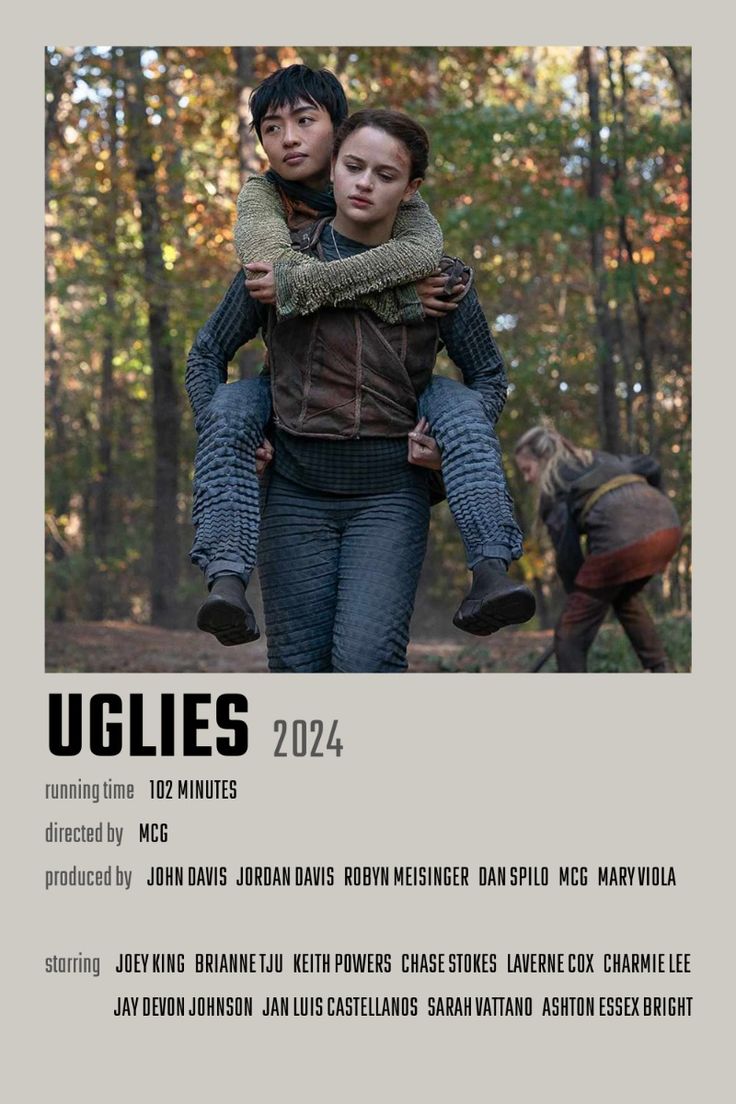 UGLIES 2024
running time 102 MINUTES
directed by MCG
produced by JOHN DAVIS JORDAN DAVIS ROBYN MEISINGER DAN SPILO MCG MARY VIOLA
starring JOEY KING BRIANNE TJU KEITH POWERS CHASE STOKES LAVERNE COX CHARMIE LEE
JAY DEVON JOHNSON JAN LUIS CASTELLANOS SARAH VATTANO ASHTON ESSEX BRIGHT